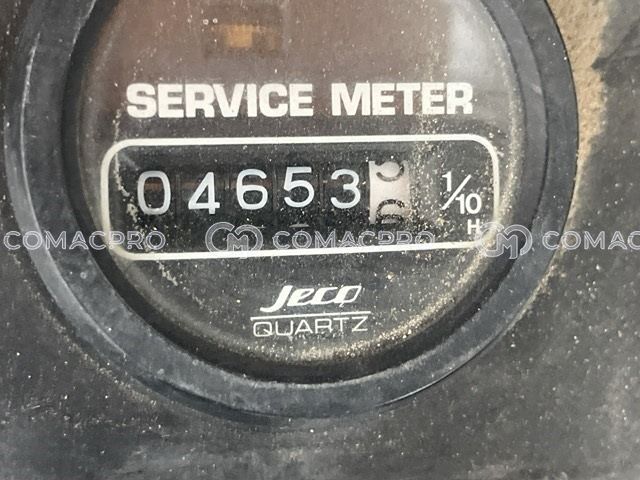 SERVICE METER
04653 1/10
H
COMACPRO COMACPRO COMACPRO
Jeco
QUARTZ